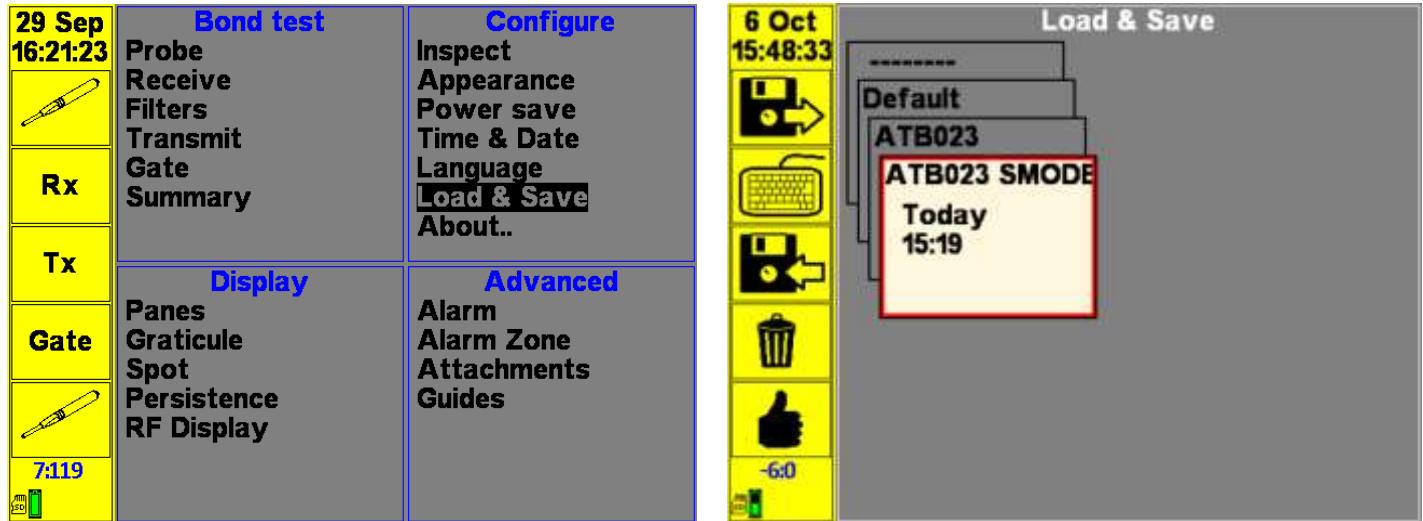 29 Sep
16:21:23
Rx
Tx
Gate
7:119
SD
Bond test
Probe
Receive
Filters
Transmit
Gate
Summary
Configure
Inspect
Appearance
Power save
Time & Date
Language
Load & Save
About..
Display
Panes
Graticule
Spot
Persistence
RF Display
Advanced
Alarm
Alarm Zone
Attachments
Guides
6 Oct
15:48:33
-6:0
SD
Load & Save
--------
Default
ATB023
ATB023 SMODE
Today
15:19